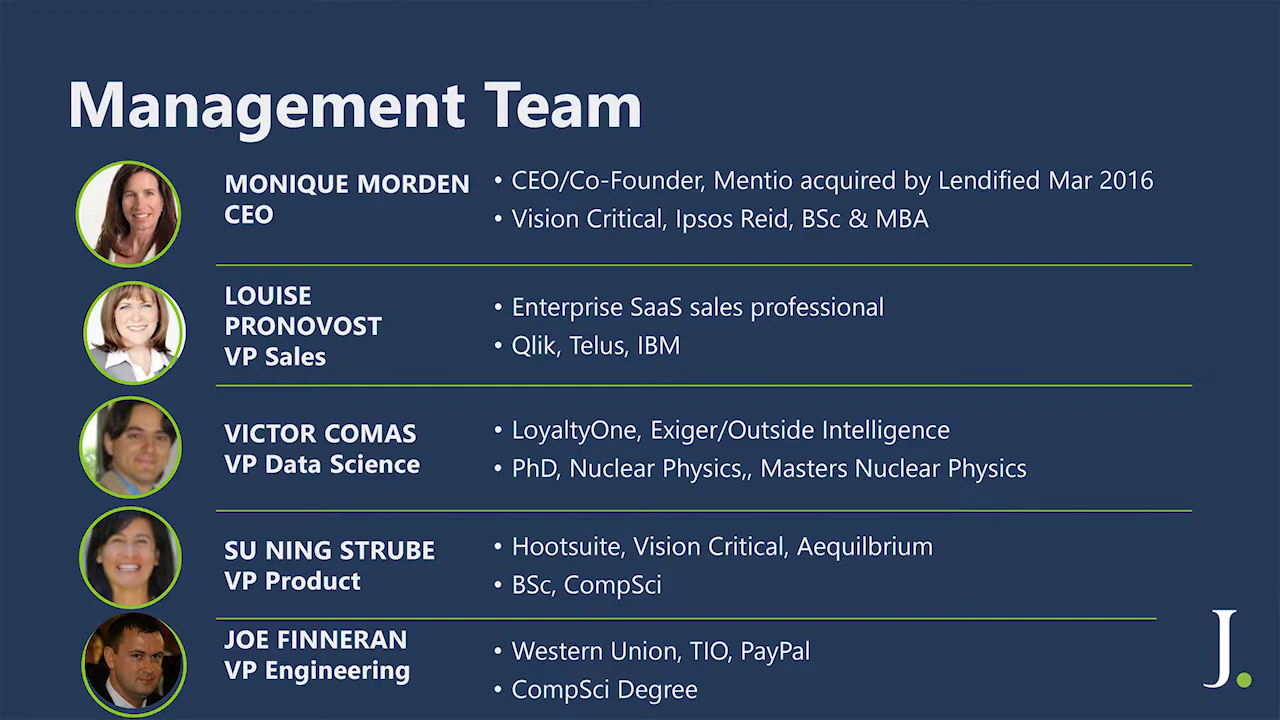 Management Team
MONIQUE MORDEN
CEO
• CEO/Co-Founder, Mentio acquired by Lendified Mar 2016
• Vision Critical, Ipsos Reid, BSc & MBA
LOUISE
PRONOVOST
VP Sales
• Enterprise SaaS sales professional
• Qlik, Telus, IBM
VICTOR COMAS
VP Data Science
• LoyaltyOne, Exiger/Outside Intelligence
• PhD, Nuclear Physics,, Masters Nuclear Physics
SU NING STRUBE
VP Product
• Hootsuite, Vision Critical, Aequilbrium
• BSc, CompSci
JOE FINNERAN
VP Engineering
• Western Union, TIO, PayPal
• CompSci Degree
J.